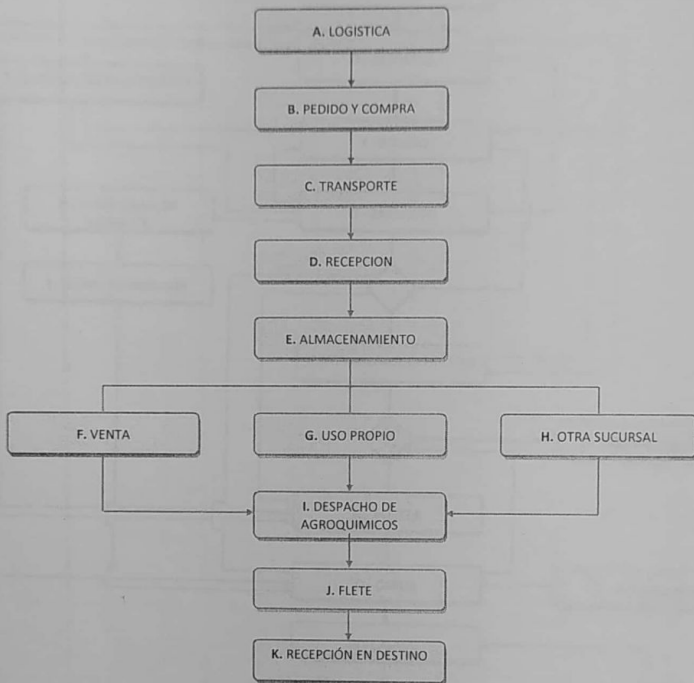 A. LOGISTICA
B. PEDIDO Y COMPRA
C. TRANSPORTE
D. RECEPCION
E. ALMACENAMIENTO
F. VENTA
G. USO PROPIO
H. OTRA SUCURSAL
I. DESPACHO DE
AGROQUIMICOS
J. FLETE
K. RECEPCIÓN EN DESTINO